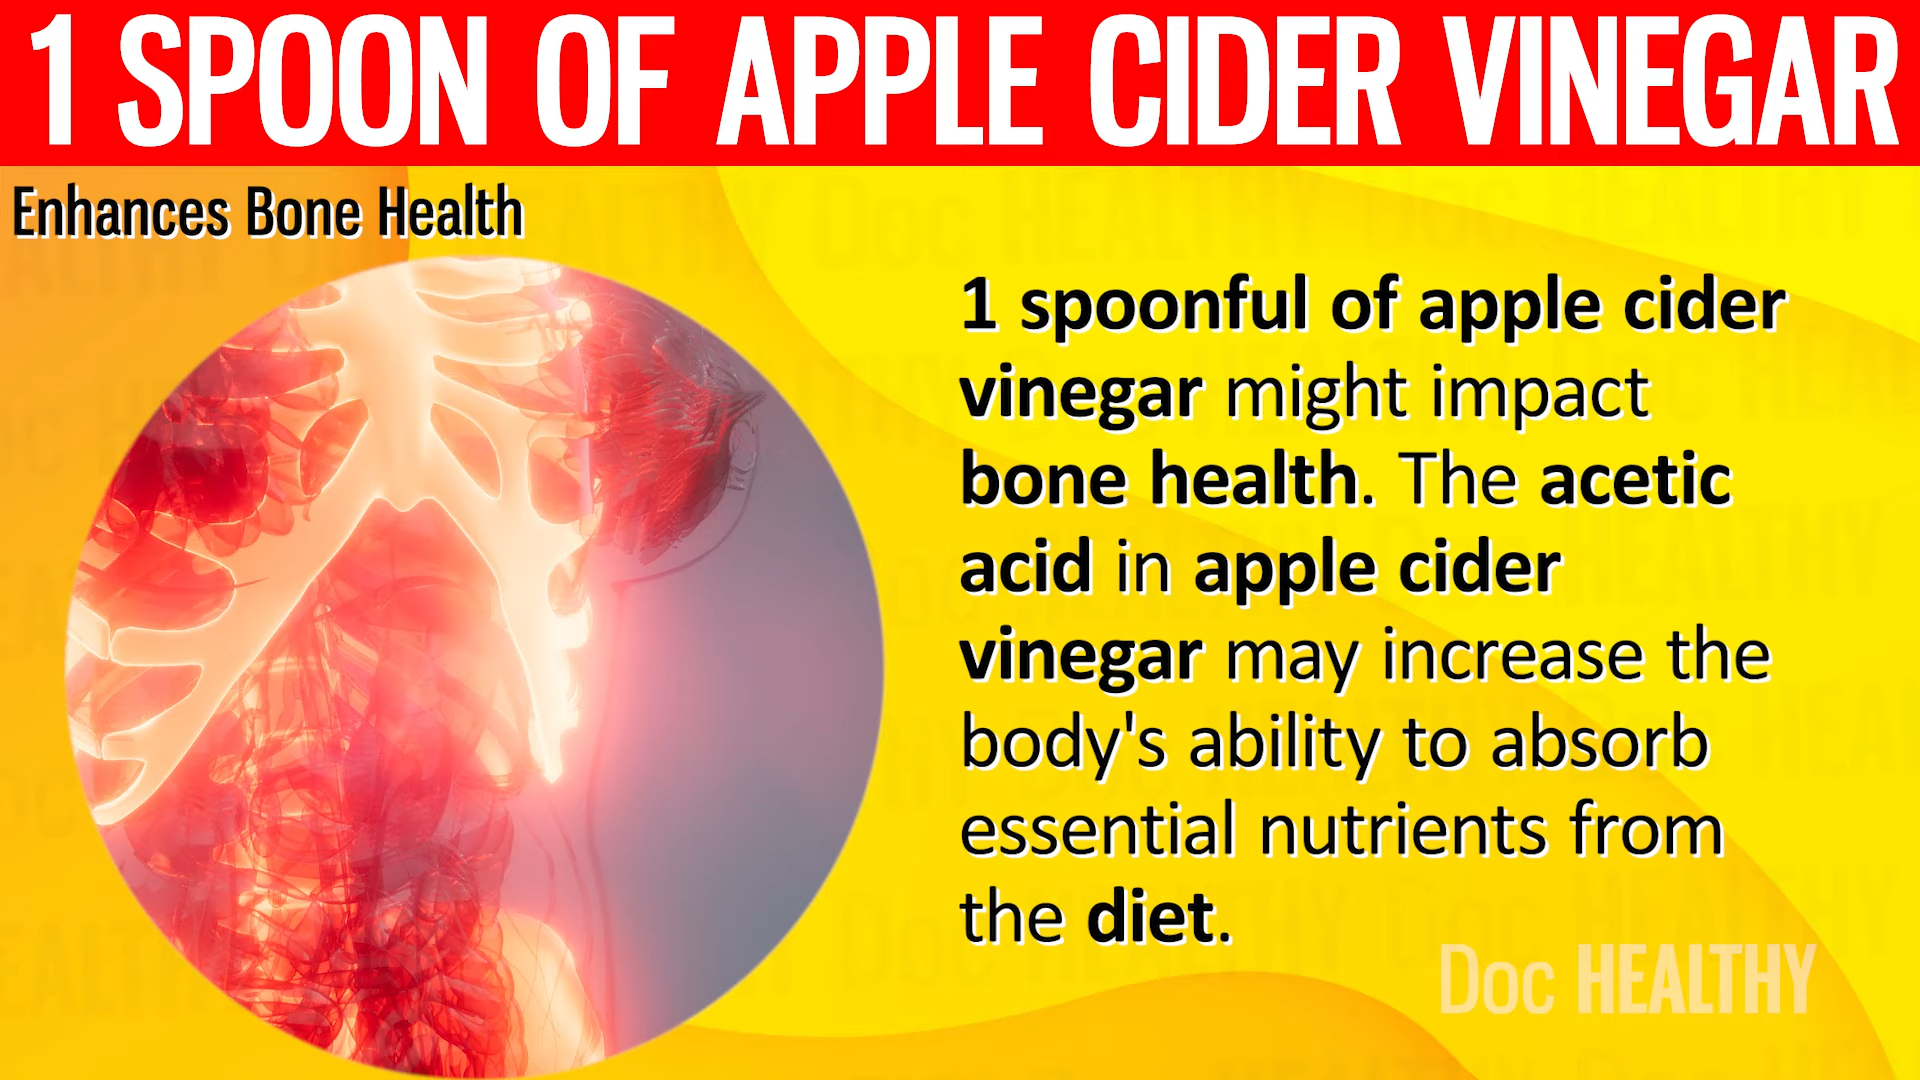 1 SPOON OF APPLE CIDER VINEGAR
Enhances Bone Health
1 spoonful of apple cider
vinegar might impact
bone health. The acetic
acid in apple cider
vinegar may increase the
body's ability to absorb
essential nutrients from
the diet.
Doc HEALTHY